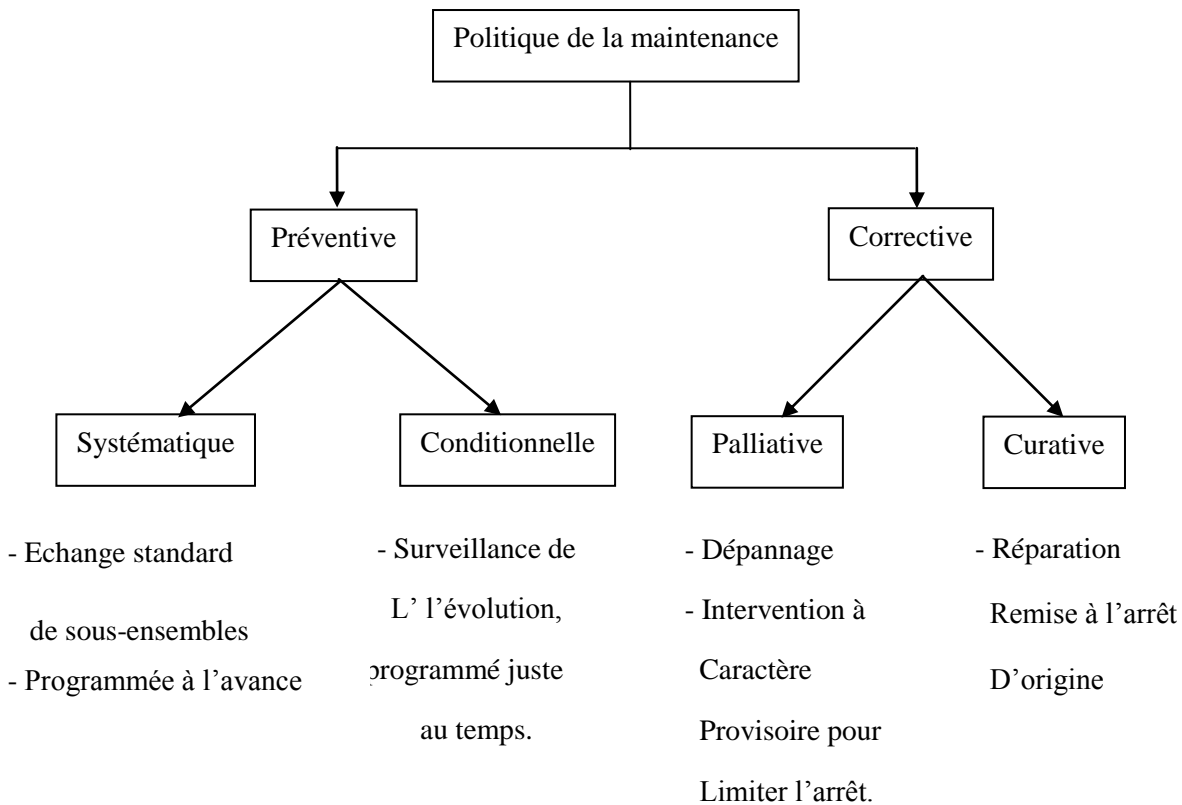 Politique de la maintenance
Préventive
Corrective
Systématique
Conditionnelle
Palliative
Curative
- Echange standard
de sous-ensembles
- Programmée à l’avance
- Surveillance de
L’ l’évolution,
programmé juste
au temps.
- Dépannage
- Intervention à
Caractère
Provisoire pour
Limiter l’arrêt.
- Réparation
Remise à l’arrêt
D’origine